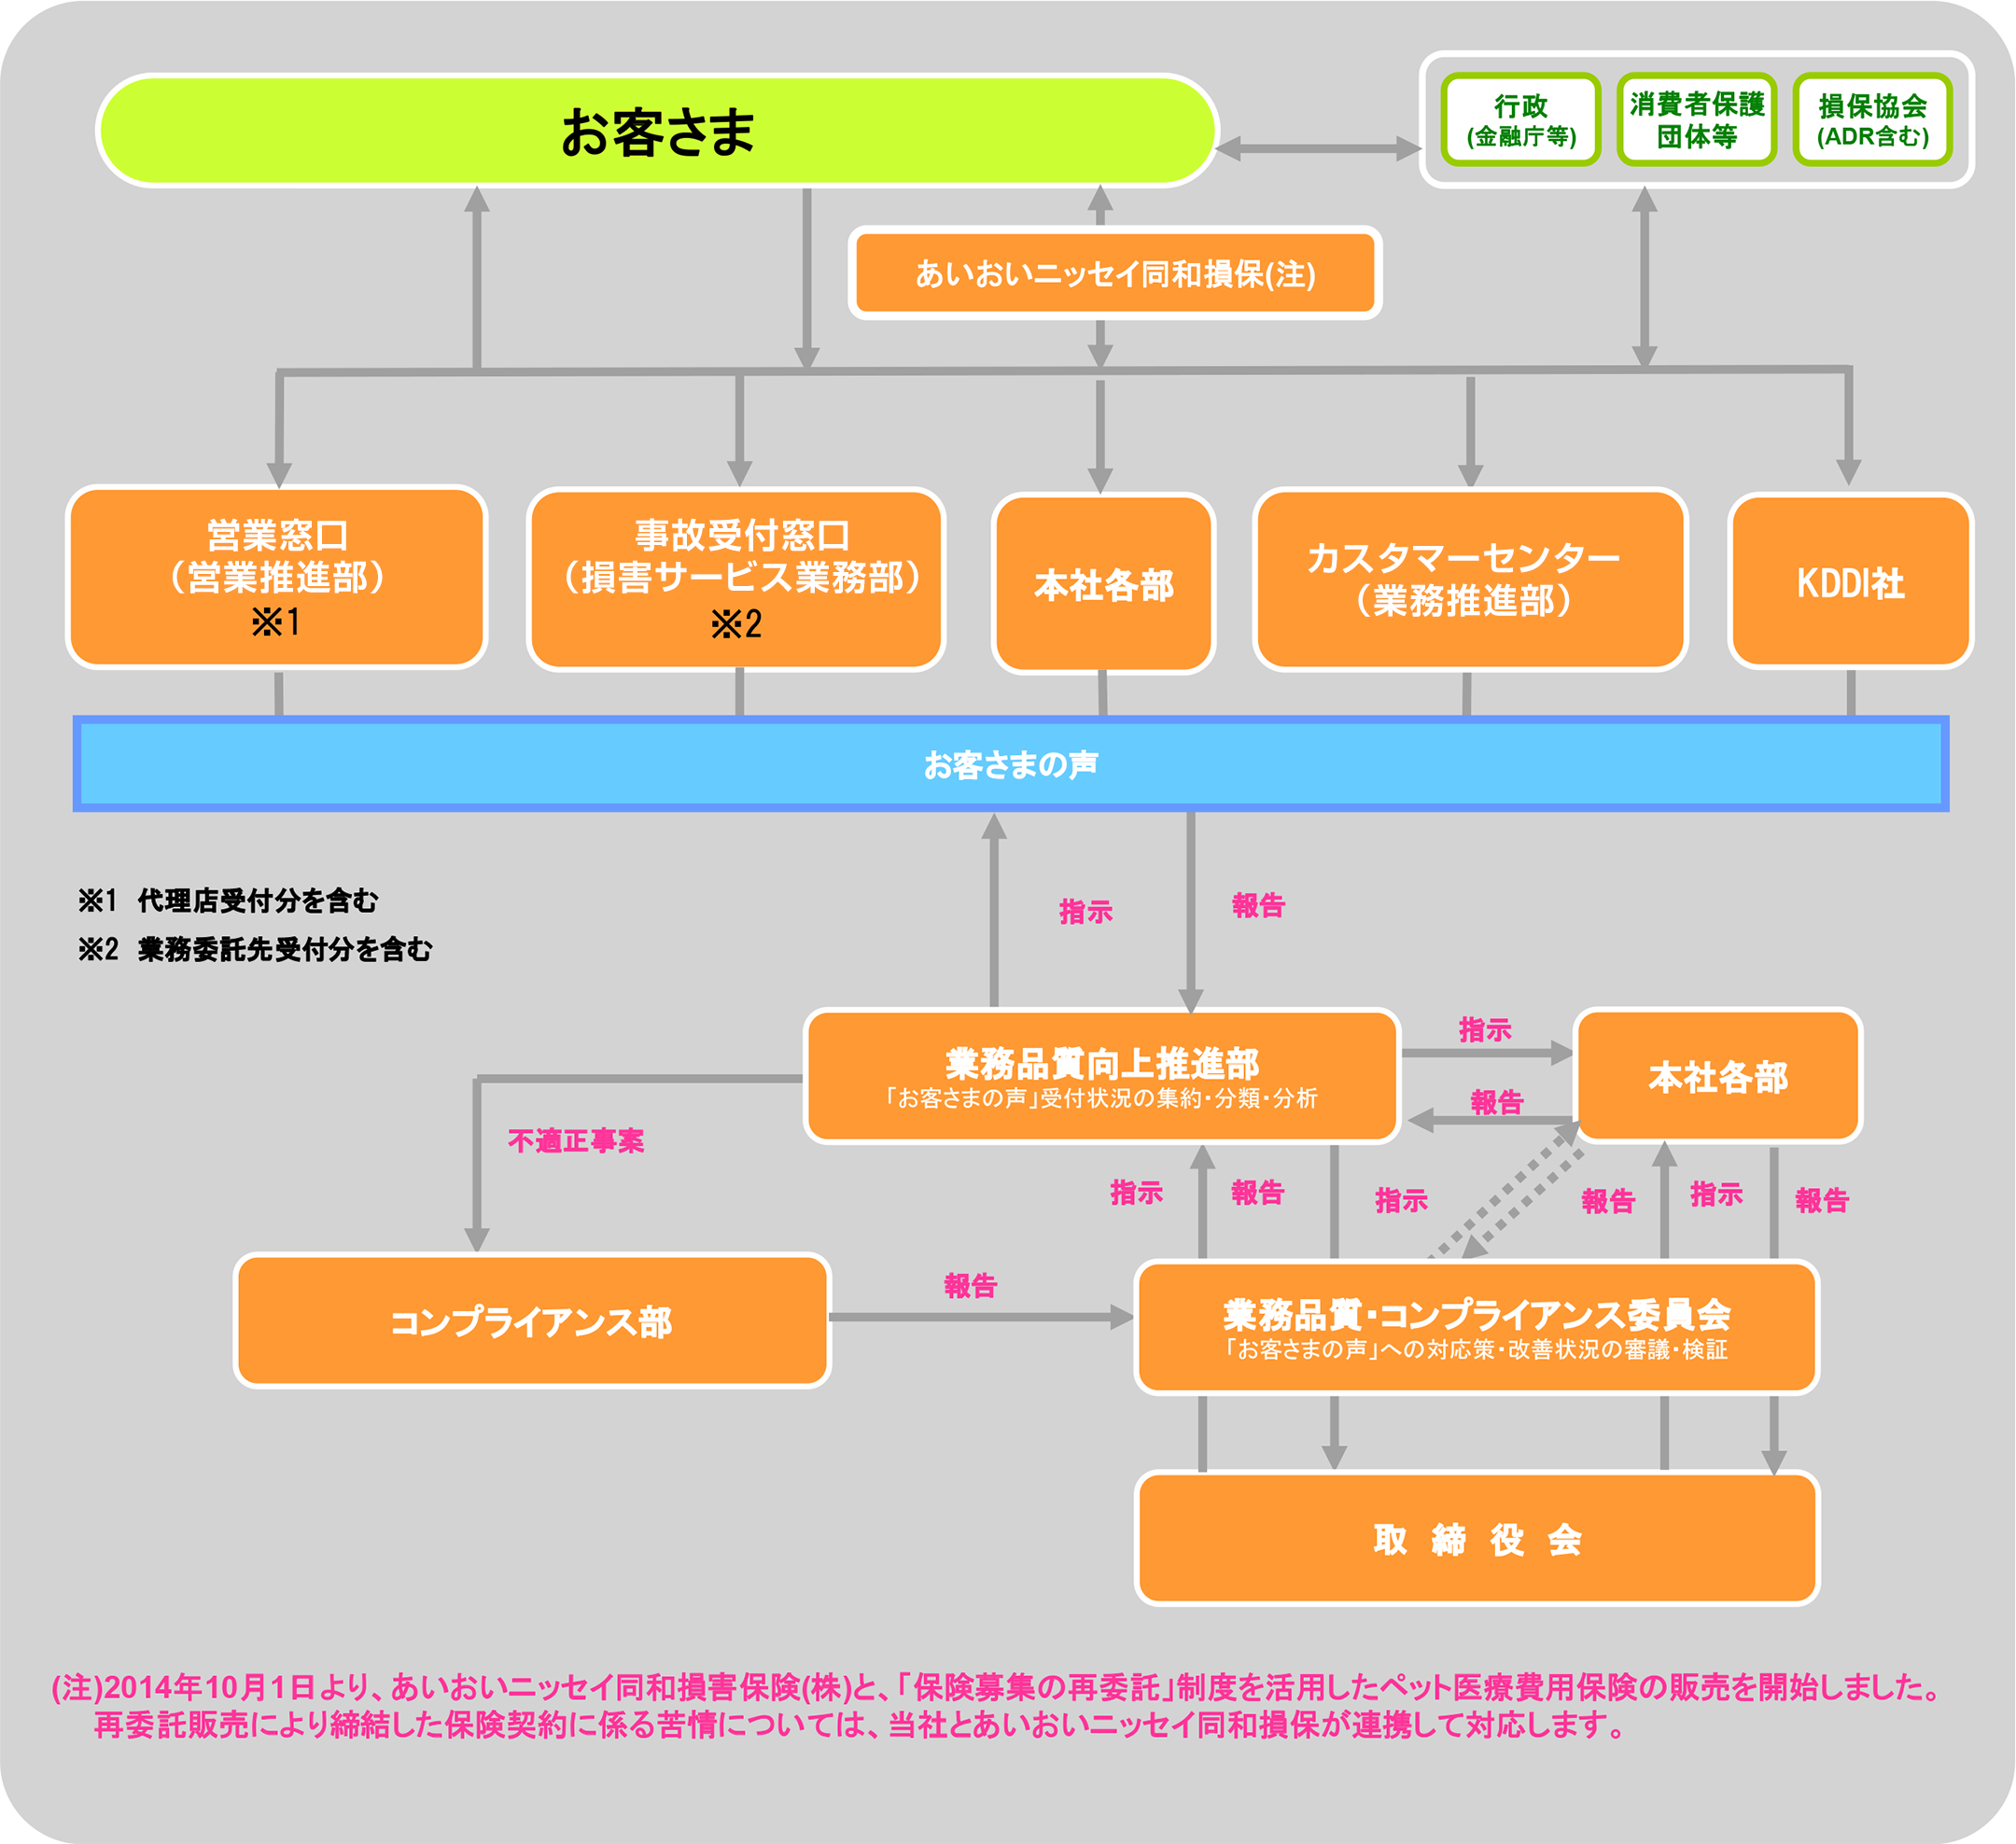 お客さま
行政
(金融庁等)
消費者保護
団体等
損保協会
(ADR含む)
あいおいニッセイ同和損保(注)
営業窓口
（営業推進部）
※1
事故受付窓口
（損害サービス業務部）
※2
本社各部
カスタマーセンター
（業務推進部）
KDDI社
お客さまの声
※1　代理店受付分を含む
※2　業務委託先受付分を含む
指示
報告
業務品質向上推進部
「お客さまの声」受付状況の集約・分類・分析
指示
報告
本社各部
不適正事案
指示
報告
指示
報告
指示
報告
コンプライアンス部
報告
業務品質・コンプライアンス委員会
「お客さまの声」への対応策・改善状況の審議・検証
取　締　役　会
(注)2014年10月1日より、あいおいニッセイ同和損害保険(株)と、「保険募集の再委託」制度を活用したペット医療費用保険の販売を開始しました。
再委託販売により締結した保険契約に係る苦情については、当社とあいおいニッセイ同和損保が連携して対応します。